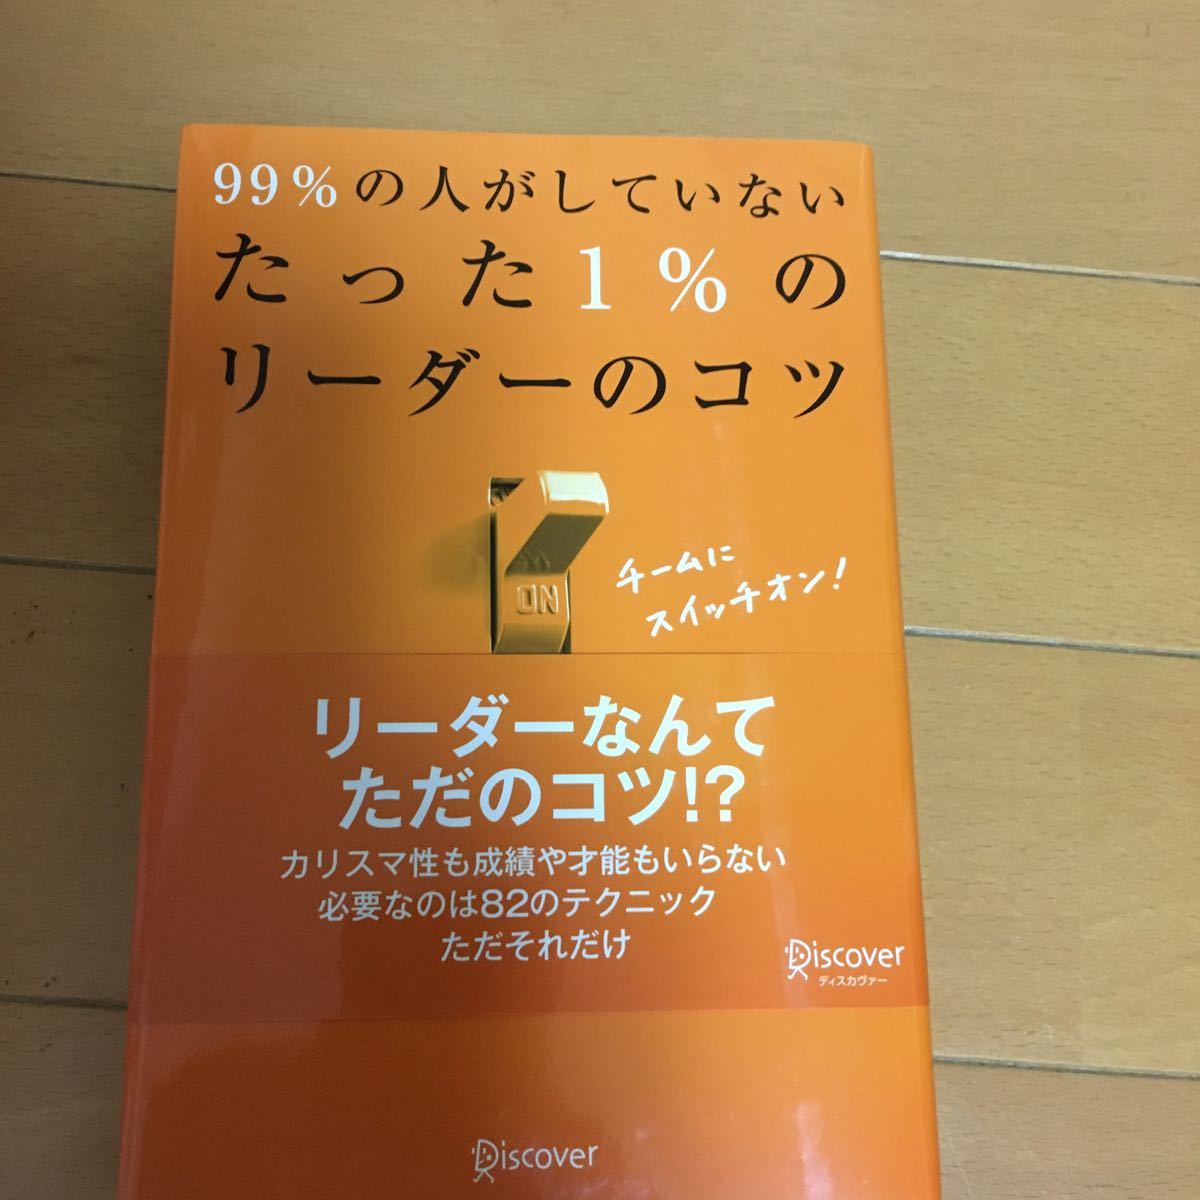 99%の人がしていない
たった1%の
リーダーのコツ
ON
チームに
スイッチオン!
リーダーなんて
ただのコツ!?
カリスマ性も成績や才能もいらない
必要なのは82のテクニック
ただそれだけ
Discover
ディスカヴァー
Discover